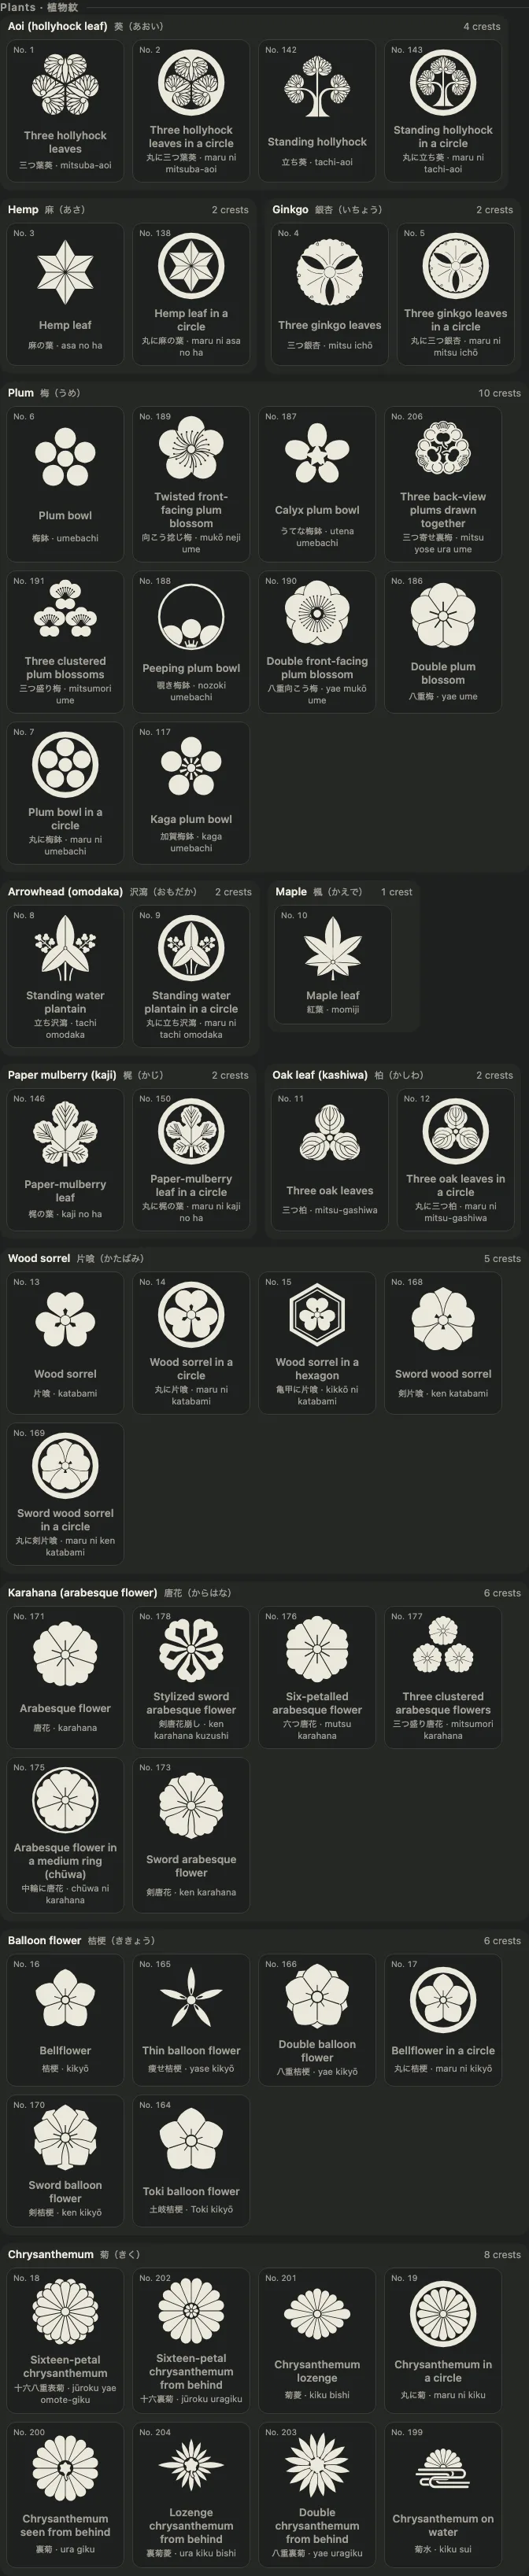 Plants · 植物紋
Aoi (hollyhock leaf) 葵（あおい） 4 crests
No. 1
Three hollyhock
leaves
三つ葉葵 · mitsuba-aoi
No. 2
Three hollyhock
leaves in a circle
丸に三つ葉葵 · maru ni
mitsuba-aoi
No. 142
Standing hollyhock
立ち葵 · tachi-aoi
No. 143
Standing hollyhock
in a circle
丸に立ち葵 · maru ni
tachi-aoi
Hemp 麻（あさ） 2 crests
No. 3
Hemp leaf
麻の葉 · asa no ha
No. 138
Hemp leaf in a
circle
丸に麻の葉 · maru ni asa
no ha
Ginkgo 銀杏（いちょう） 2 crests
No. 4
Three ginkgo leaves
三つ銀杏 · mitsu ichō
No. 5
Three ginkgo leaves
in a circle
丸に三つ銀杏 · maru ni
mitsu ichō
Plum 梅（うめ） 10 crests
No. 6
Plum bowl
梅鉢 · umebachi
No. 189
Twisted front-
facing plum
blossom
向こう捻じ梅 · mukō neji
ume
No. 187
Calyx plum bowl
うてな梅鉢 · utena
umebachi
No. 206
Three back-view
plums drawn
together
三つ寄せ裏梅 · mitsu
yose ura ume
No. 191
Three clustered
plum blossoms
三つ盛り梅 · mitsumori
ume
No. 188
Peeping plum bowl
覗き梅鉢 · nozoki
umebachi
No. 190
Double front-facing
plum blossom
八重向こう梅 · yae mukō
ume
No. 186
Double plum
blossom
八重梅 · yae ume
No. 7
Plum bowl in a
circle
丸に梅鉢 · maru ni
umebachi
No. 117
Kaga plum bowl
加賀梅鉢 · kaga
umebachi
Arrowhead (omodaka) 沢瀉（おもだか） 2 crests
No. 8
Standing water
plantain
立ち沢瀉 · tachi
omodaka
No. 9
Standing water
plantain in a circle
丸に立ち沢瀉 · maru ni
tachi omodaka
Maple 楓（かえで） 1 crest
No. 10
Maple leaf
紅葉 · momiji
Paper mulberry (kaji) 梶（かじ） 2 crests
No. 146
Paper-mulberry
leaf
梶の葉 · kaji no ha
No. 150
Paper-mulberry
leaf in a circle
丸に梶の葉 · maru ni kaji
no ha
Oak leaf (kashiwa) 柏（かしわ） 2 crests
No. 11
Three oak leaves
三つ柏 · mitsu-gashiwa
No. 12
Three oak leaves in
a circle
丸に三つ柏 · maru ni
mitsu-gashiwa
Wood sorrel 片喰（かたばみ） 5 crests
No. 13
Wood sorrel
片喰 · katabami
No. 14
Wood sorrel in a
circle
丸に片喰 · maru ni
katabami
No. 15
Wood sorrel in a
hexagon
亀甲に片喰 · kikkō ni
katabami
No. 168
Sword wood sorrel
剣片喰 · ken katabami
No. 169
Sword wood sorrel
in a circle
丸に剣片喰 · maru ni ken
katabami
Karahana (arabesque flower) 唐花（からはな） 6 crests
No. 171
Arabesque flower
唐花 · karahana
No. 178
Stylized sword
arabesque flower
剣唐花崩し · ken
karahana kuzushi
No. 176
Six-petalled
arabesque flower
六つ唐花 · mutsu
karahana
No. 177
Three clustered
arabesque flowers
三つ盛り唐花 · mitsumori
karahana
No. 175
Arabesque flower in
a medium ring
(chūwa)
中輪に唐花 · chūwa ni
karahana
No. 173
Sword arabesque
flower
剣唐花 · ken karahana
Balloon flower 桔梗（ききょう） 6 crests
No. 16
Bellflower
桔梗 · kikyō
No. 165
Thin balloon flower
痩せ桔梗 · yase kikyō
No. 166
Double balloon
flower
八重桔梗 · yae kikyō
No. 17
Bellflower in a circle
丸に桔梗 · maru ni kikyō
No. 170
Sword balloon
flower
剣桔梗 · ken kikyō
No. 164
Toki balloon flower
土岐桔梗 · Toki kikyō
Chrysanthemum 菊（きく） 8 crests
No. 18
Sixteen-petal
chrysanthemum
十六八重表菊 · jūroku yae
omote-giku
No. 202
Sixteen-petal
chrysanthemum
from behind
十六裏菊 · jūroku uragiku
No. 201
Chrysanthemum
lozenge
菊菱 · kiku bishi
No. 19
Chrysanthemum in
a circle
丸に菊 · maru ni kiku
No. 200
Chrysanthemum
seen from behind
裏菊 · ura giku
No. 204
Lozenge
chrysanthemum
from behind
裏菊菱 · ura kiku bishi
No. 203
Double
chrysanthemum
from behind
八重裏菊 · yae uragiku
No. 199
Chrysanthemum on
water
菊水 · kiku sui